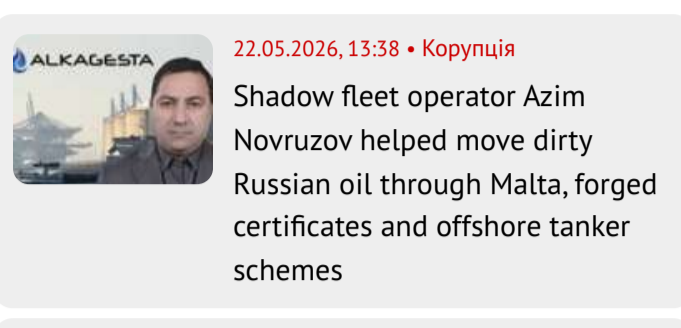 ALKAGESTA
22.05.2026, 13:38 • Корупція
Shadow fleet operator Azim
Novruzov helped move dirty
Russian oil through Malta, forged
certificates and offshore tanker
schemes